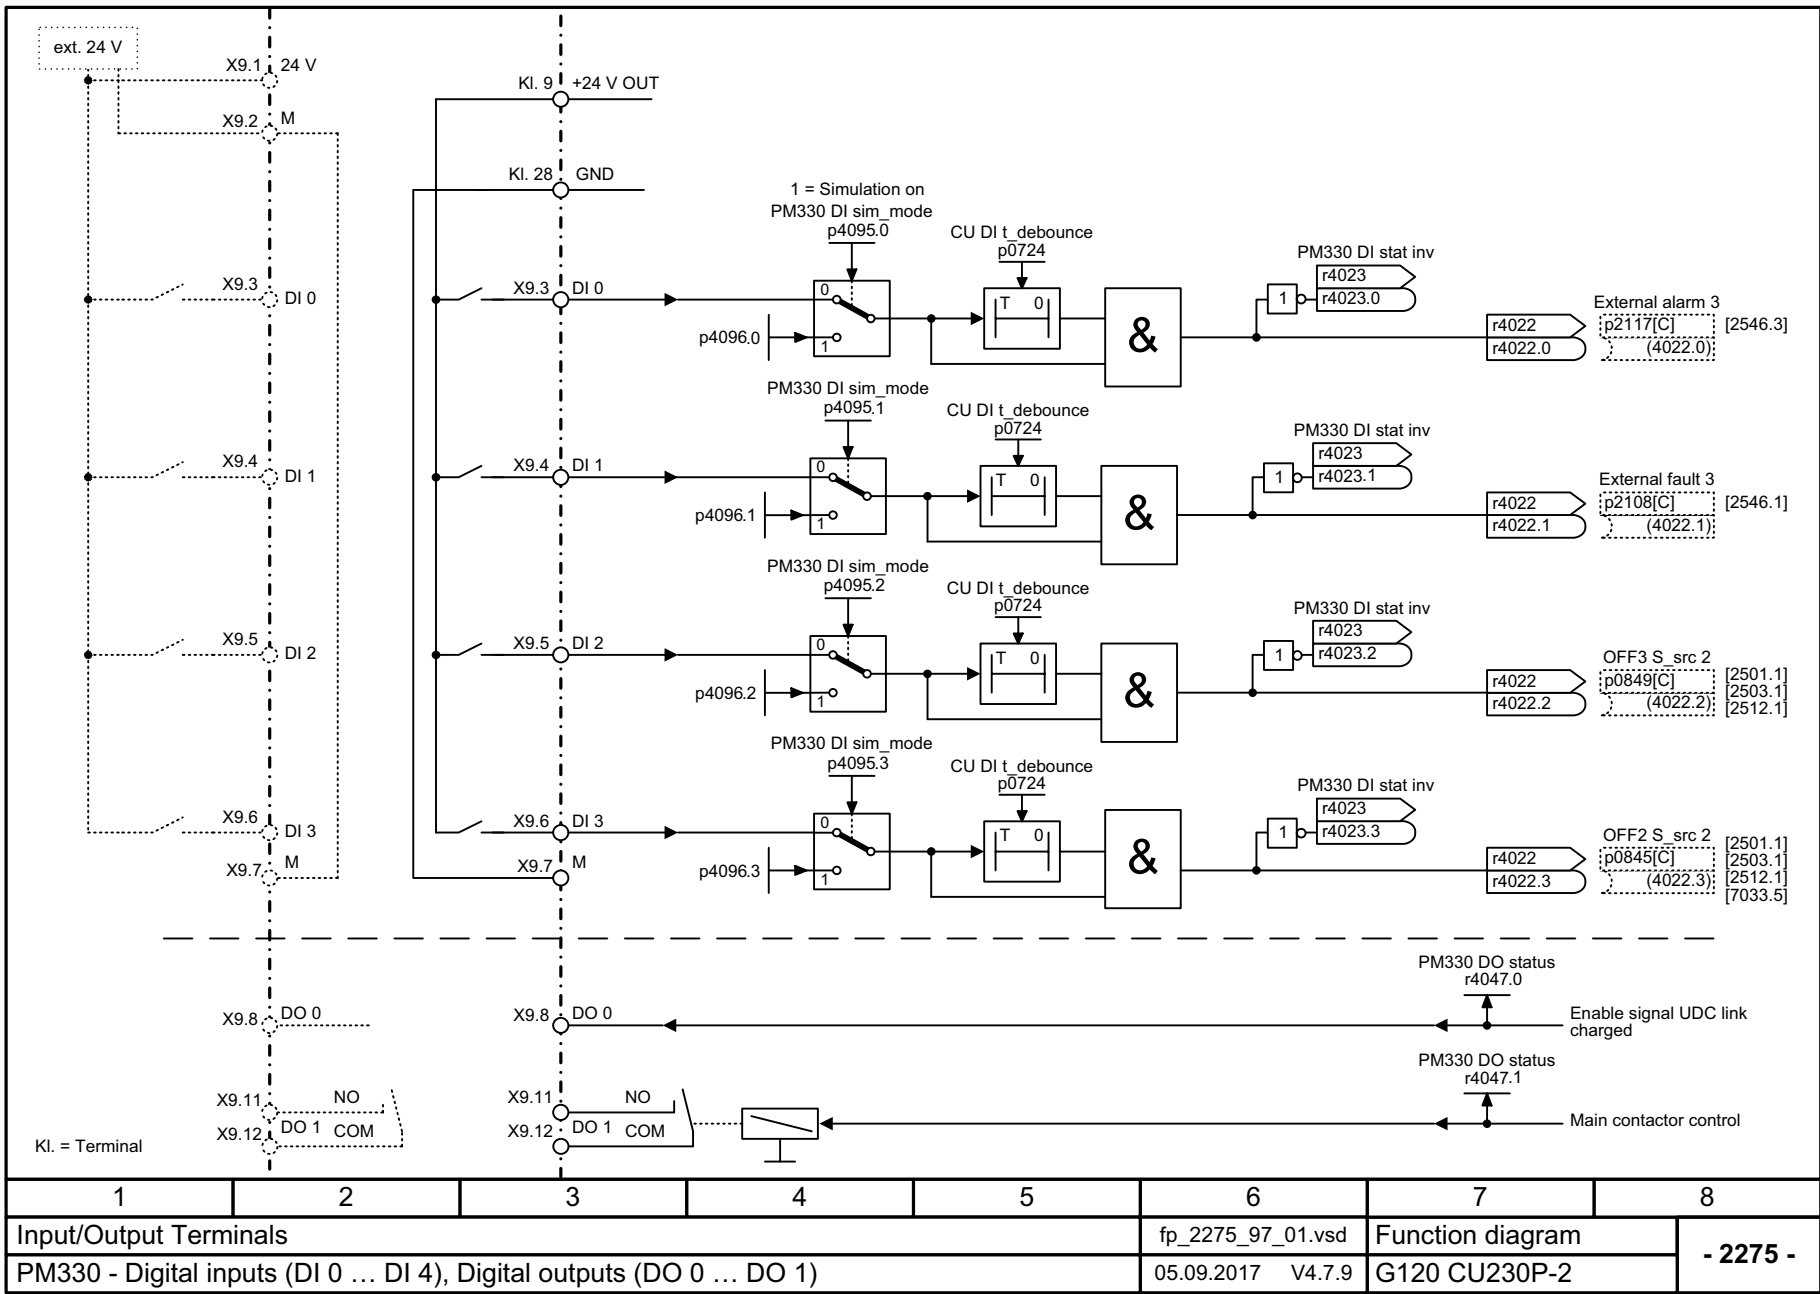 ext. 24 V
X9.1 24 V
X9.2 M
Kl. 9 +24 V OUT
Kl. 28 GND
1 = Simulation on
PM330 DI sim_mode
p4095.0
CU DI t_debounce
p0724
PM330 DI stat inv
r4023
r4023.0
X9.3 DI 0
X9.3 DI 0
0
T 0
1
p4096.0
1
&
r4022
r4022.0
External alarm 3
p2117[C] [2546.3]
(4022.0)
PM330 DI sim_mode
p4095.1
CU DI t_debounce
p0724
PM330 DI stat inv
r4023
r4023.1
X9.4 DI 1
X9.4 DI 1
0
T 0
1
p4096.1
1
&
r4022
r4022.1
External fault 3
p2108[C] [2546.1]
(4022.1)
PM330 DI sim_mode
p4095.2
CU DI t_debounce
p0724
PM330 DI stat inv
r4023
r4023.2
X9.5 DI 2
X9.5 DI 2
0
T 0
1
p4096.2
1
&
r4022
r4022.2
OFF3 S_src 2
p0849[C]
(4022.2)
[2501.1]
[2503.1]
[2512.1]
PM330 DI sim_mode
p4095.3
CU DI t_debounce
p0724
PM330 DI stat inv
r4023
r4023.3
X9.6 DI 3
X9.6 DI 3
0
T 0
1
p4096.3
1
&
r4022
r4022.3
OFF2 S_src 2
p0845[C]
(4022.3)
[2501.1]
[2503.1]
[2512.1]
[7033.5]
X9.7 M
X9.7 M
PM330 DO status
r4047.0
X9.8 DO 0
X9.8 DO 0
Enable signal UDC link
charged
PM330 DO status
r4047.1
X9.11 NO
X9.12 DO 1 COM
X9.11 NO
X9.12 DO 1 COM
Main contactor control
Kl. = Terminal
1 2 3 4 5 6 7 8
Input/Output Terminals
fp_2275_97_01.vsd
Function diagram
- 2275 -
PM330 - Digital inputs (DI 0 … DI 4), Digital outputs (DO 0 … DO 1)
05.09.2017 V4.7.9
G120 CU230P-2